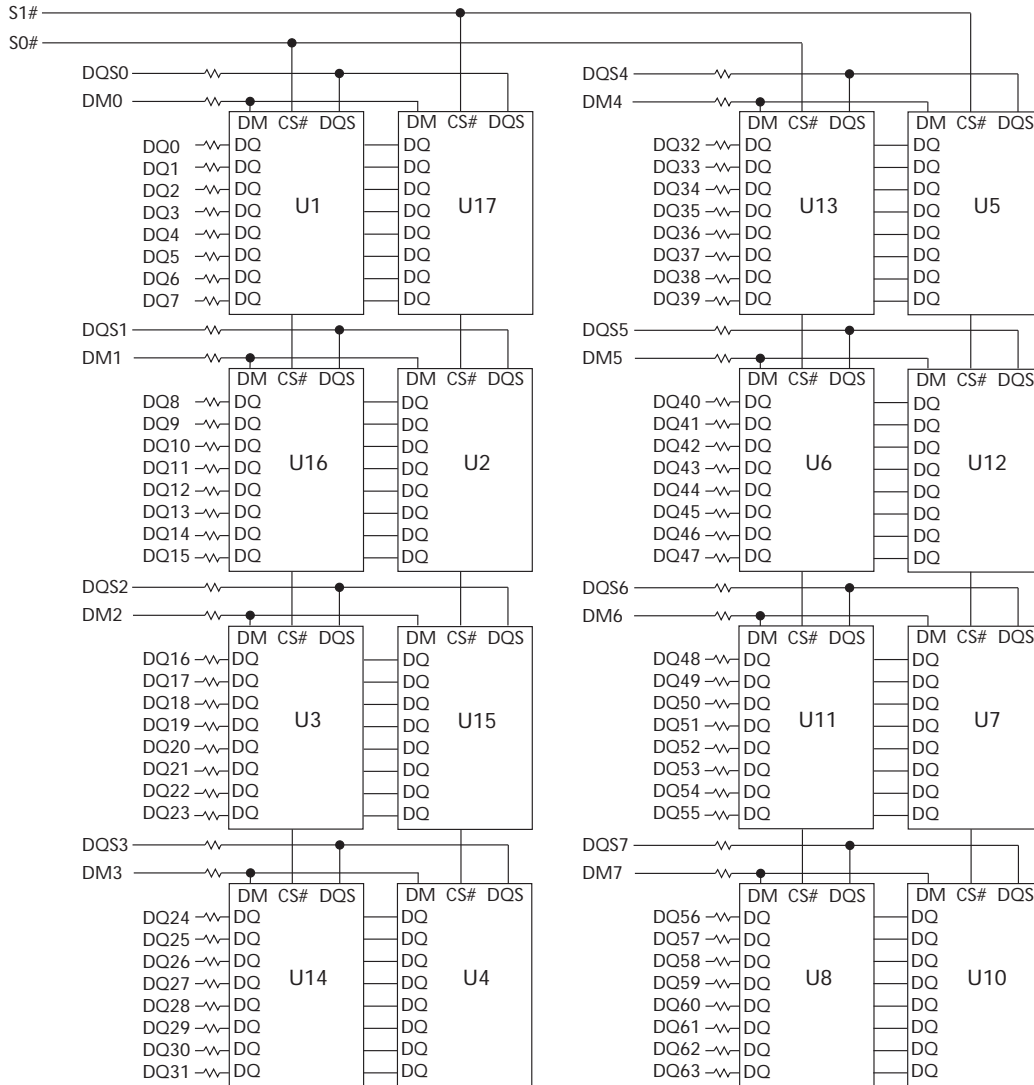 S1#
S0#
DQS0
DM0
DM CS# DQS
DM CS# DQS
DQ0 DQ DQ
DQ1 DQ DQ
DQ2 DQ DQ
DQ3 DQ DQ
DQ4 DQ DQ
DQ5 DQ DQ
DQ6 DQ DQ
DQ7 DQ DQ
U1
U17
DQS1
DM1
DM CS# DQS
DM CS# DQS
DQ8 DQ DQ
DQ9 DQ DQ
DQ10 DQ DQ
DQ11 DQ DQ
DQ12 DQ DQ
DQ13 DQ DQ
DQ14 DQ DQ
DQ15 DQ DQ
U16
U2
DQS2
DM2
DM CS# DQS
DM CS# DQS
DQ16 DQ DQ
DQ17 DQ DQ
DQ18 DQ DQ
DQ19 DQ DQ
DQ20 DQ DQ
DQ21 DQ DQ
DQ22 DQ DQ
DQ23 DQ DQ
U3
U15
DQS3
DM3
DM CS# DQS
DM CS# DQS
DQ24 DQ DQ
DQ25 DQ DQ
DQ26 DQ DQ
DQ27 DQ DQ
DQ28 DQ DQ
DQ29 DQ DQ
DQ30 DQ DQ
DQ31 DQ DQ
U14
U4
DQS4
DM4
DM CS# DQS
DM CS# DQS
DQ32 DQ DQ
DQ33 DQ DQ
DQ34 DQ DQ
DQ35 DQ DQ
DQ36 DQ DQ
DQ37 DQ DQ
DQ38 DQ DQ
DQ39 DQ DQ
U13
U5
DQS5
DM5
DM CS# DQS
DM CS# DQS
DQ40 DQ DQ
DQ41 DQ DQ
DQ42 DQ DQ
DQ43 DQ DQ
DQ44 DQ DQ
DQ45 DQ DQ
DQ46 DQ DQ
DQ47 DQ DQ
U6
U12
DQS6
DM6
DM CS# DQS
DM CS# DQS
DQ48 DQ DQ
DQ49 DQ DQ
DQ50 DQ DQ
DQ51 DQ DQ
DQ52 DQ DQ
DQ53 DQ DQ
DQ54 DQ DQ
DQ55 DQ DQ
U11
U7
DQS7
DM7
DM CS# DQS
DM CS# DQS
DQ56 DQ DQ
DQ57 DQ DQ
DQ58 DQ DQ
DQ59 DQ DQ
DQ60 DQ DQ
DQ61 DQ DQ
DQ62 DQ DQ
DQ63 DQ DQ
U8
U10